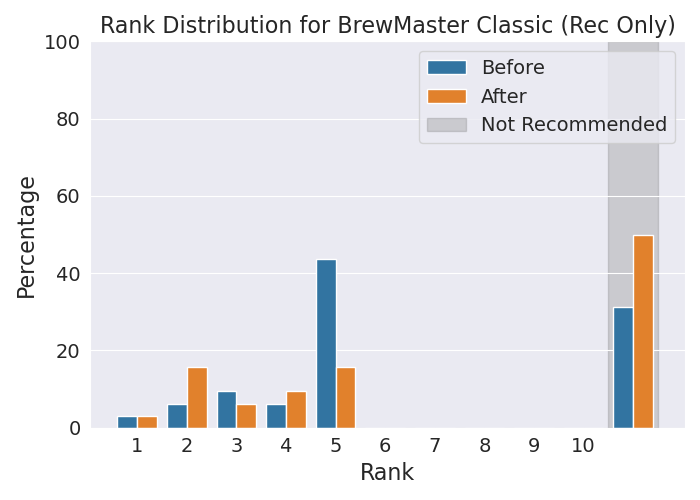 Rank Distribution for BrewMaster Classic (Rec Only)
100
80
60
40
20
0
Percentage
Before
After
Not Recommended
1 2 3 4 5 6 7 8 9 10
Rank